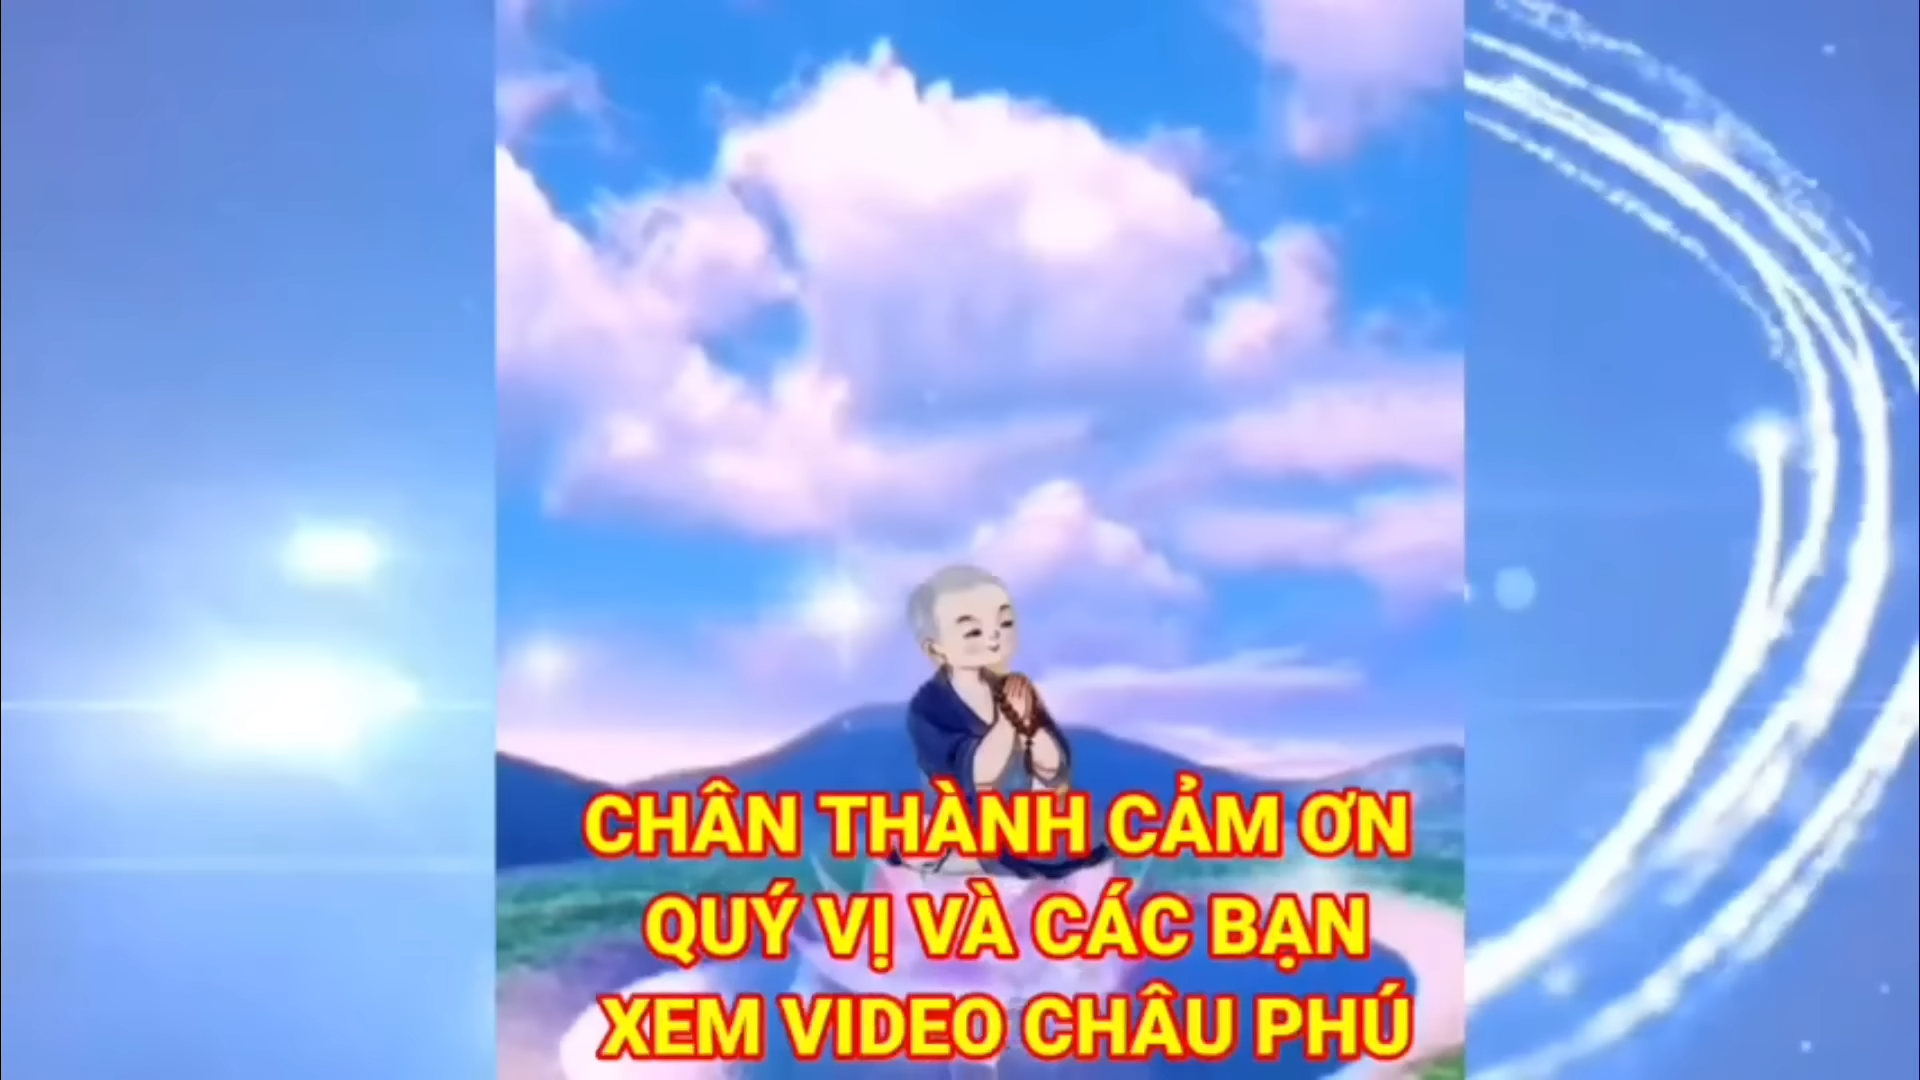 CHÂN THÀNH CẢM ƠN
QUÝ VỊ VÀ CÁC BẠN
XEM VIDEO CHÂU PHÚ